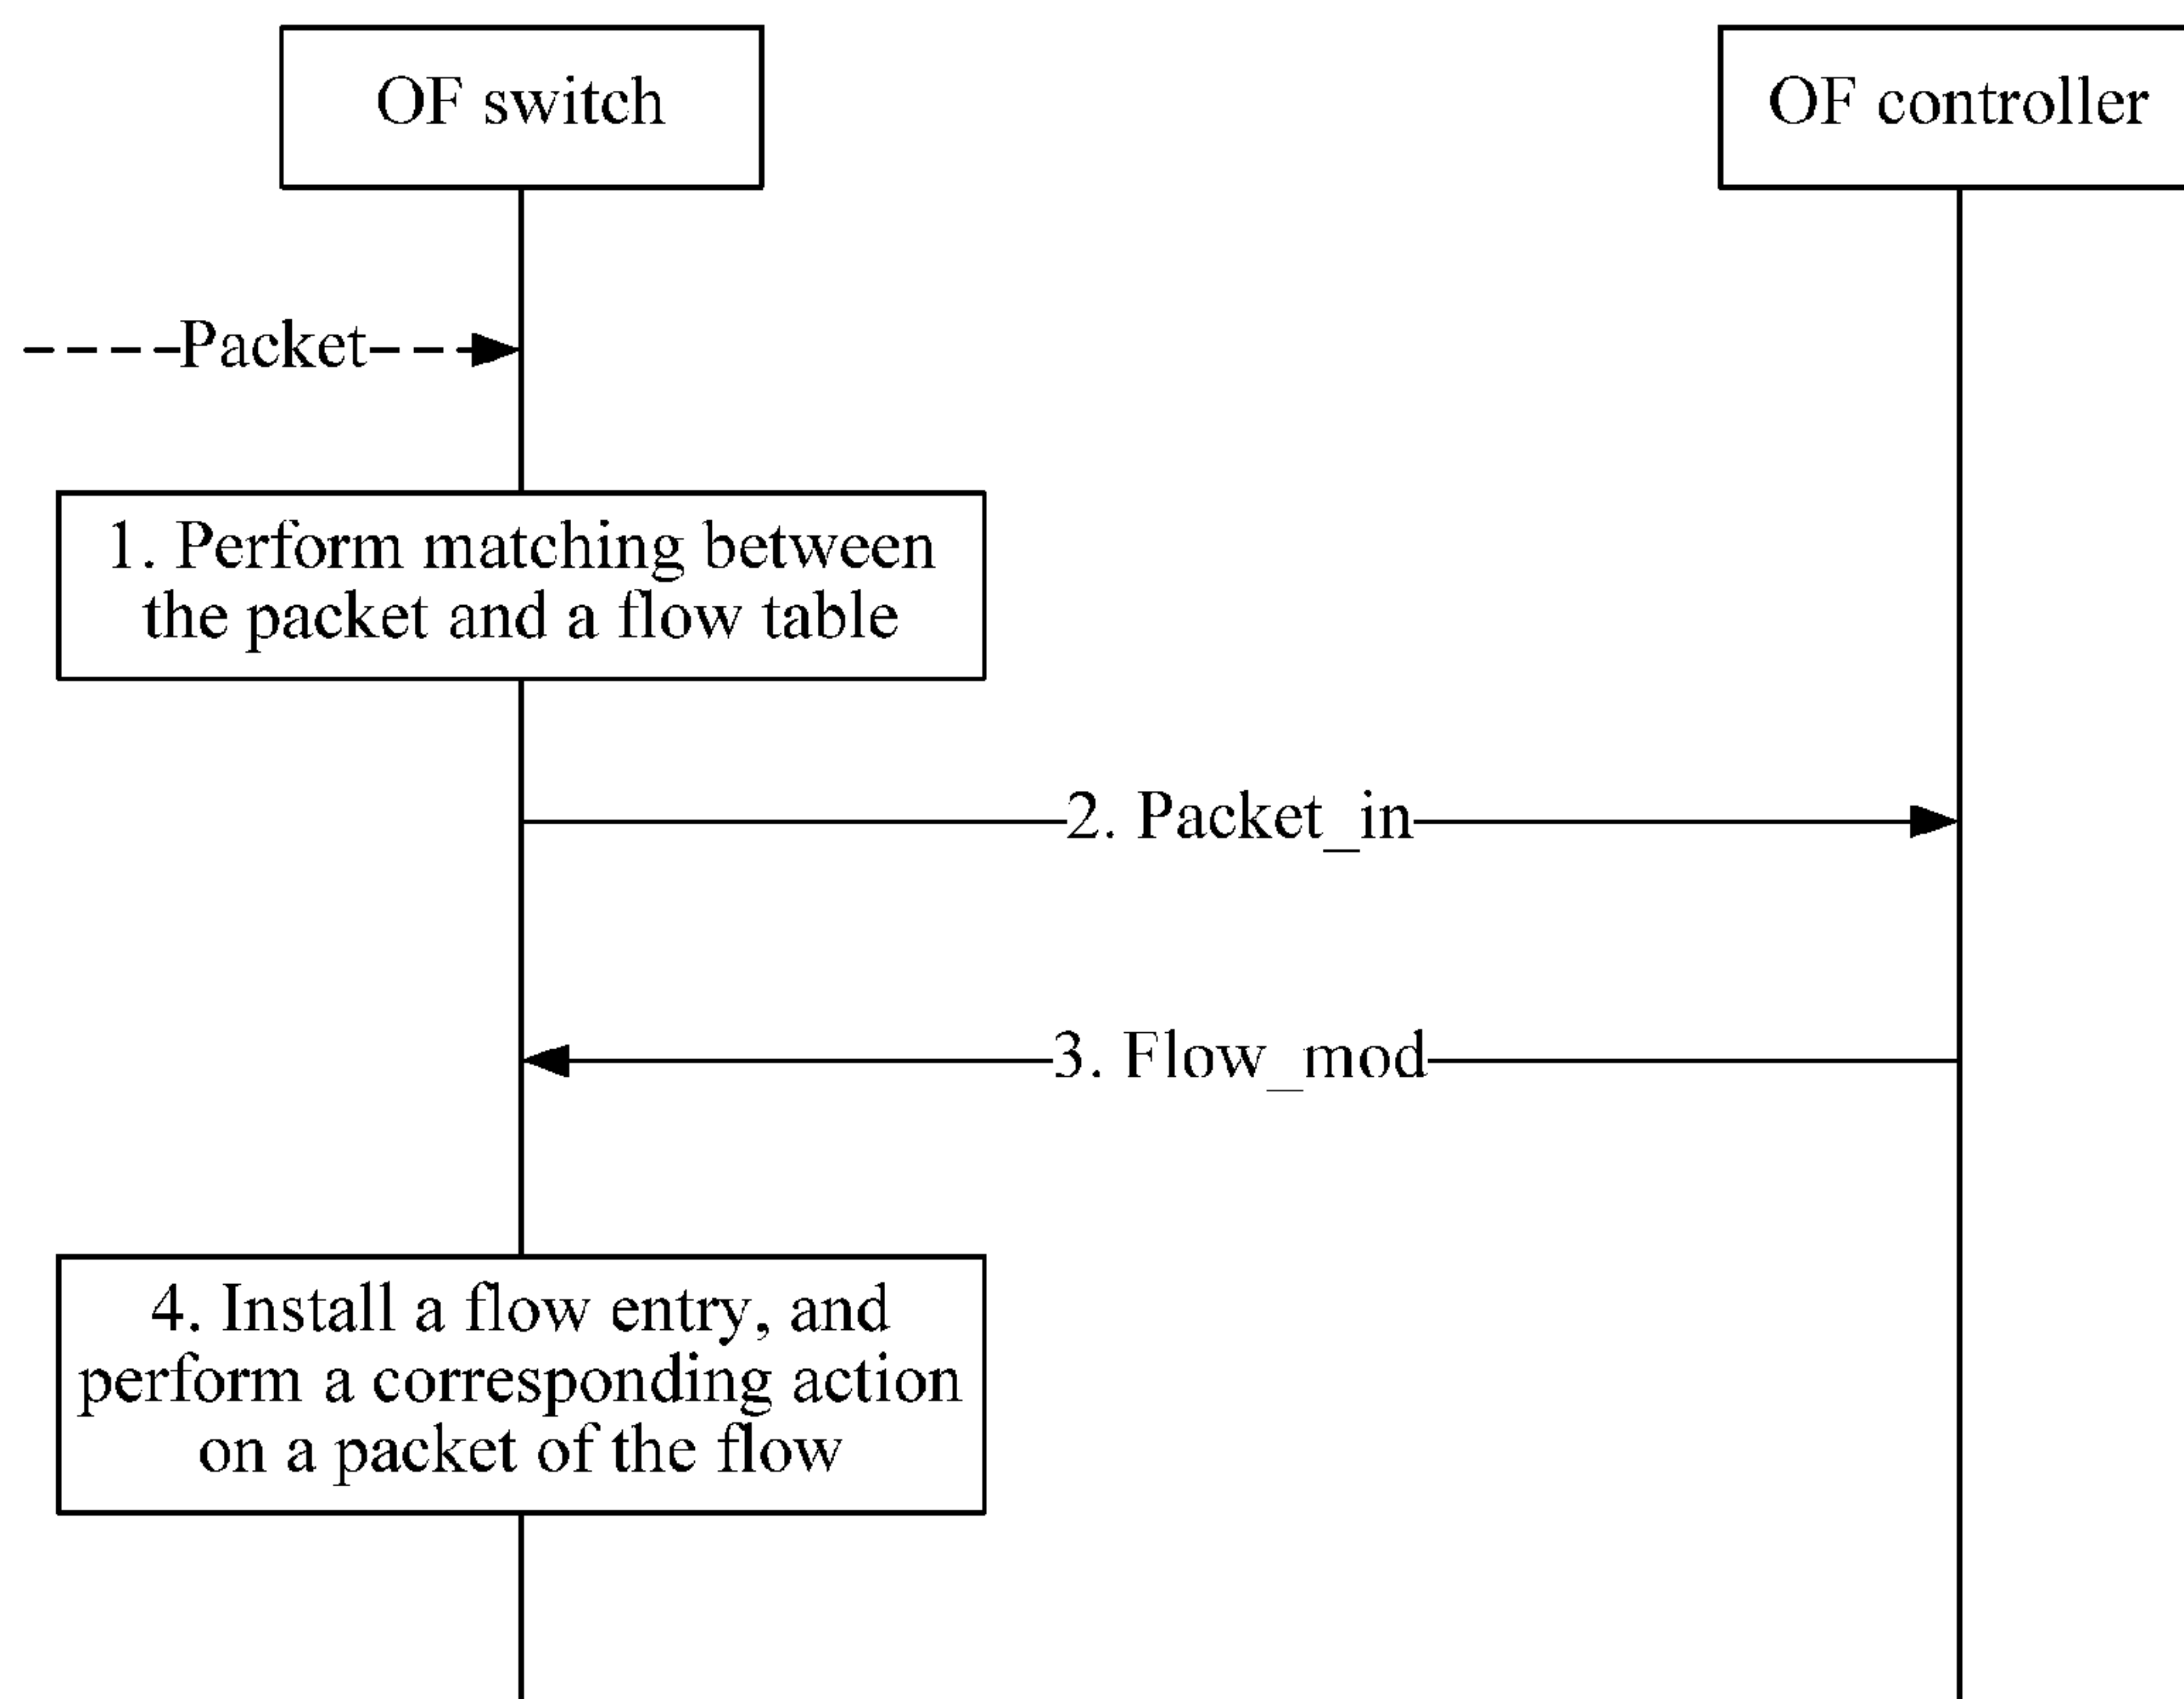 OF switch
OF controller
Packet
1. Perform matching between
the packet and a flow table
2. Packet_in
3. Flow_mod
4. Install a flow entry, and
perform a corresponding action
on a packet of the flow